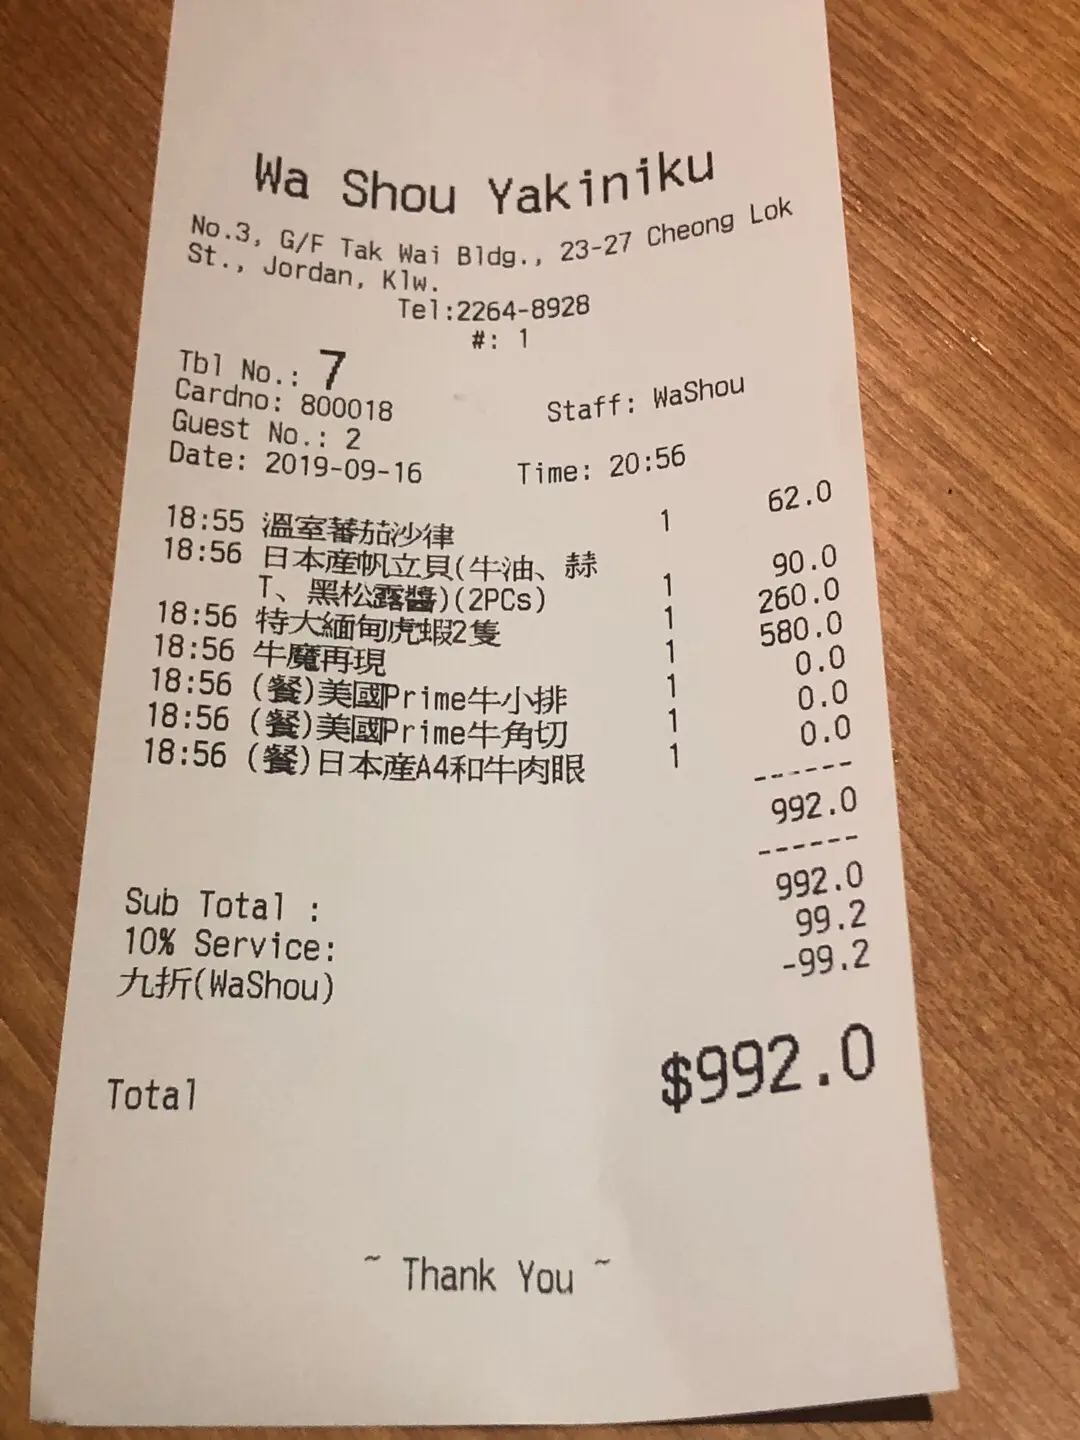 Wa Shou Yakiniku
No.3, G/F Tak Wai Bldg., 23-27 Cheong Lok
St., Jordan, Klw.
Tel:2264-8928
#: 1
Tbl No.: 7
Cardno: 800018 Staff: WaShou
Guest No.: 2
Date: 2019-09-16 Time: 20:56
18:55 溫室蕃茄沙律 1 62.0
18:56 日本產帆立貝(牛油、蒜
T、黑松露醬)(2PCs) 1 90.0
18:56 特大緬甸虎蝦2隻 1 260.0
18:56 牛魔再現 1 580.0
18:56 (餐)美國Prime牛小排 1 0.0
18:56 (餐)美國Prime牛角切 1 0.0
18:56 (餐)日本產A4和牛肉眼 1 0.0
------
992.0
------
Sub Total : 992.0
10% Service: 99.2
九折(WaShou) -99.2
Total $992.0
~ Thank You ~